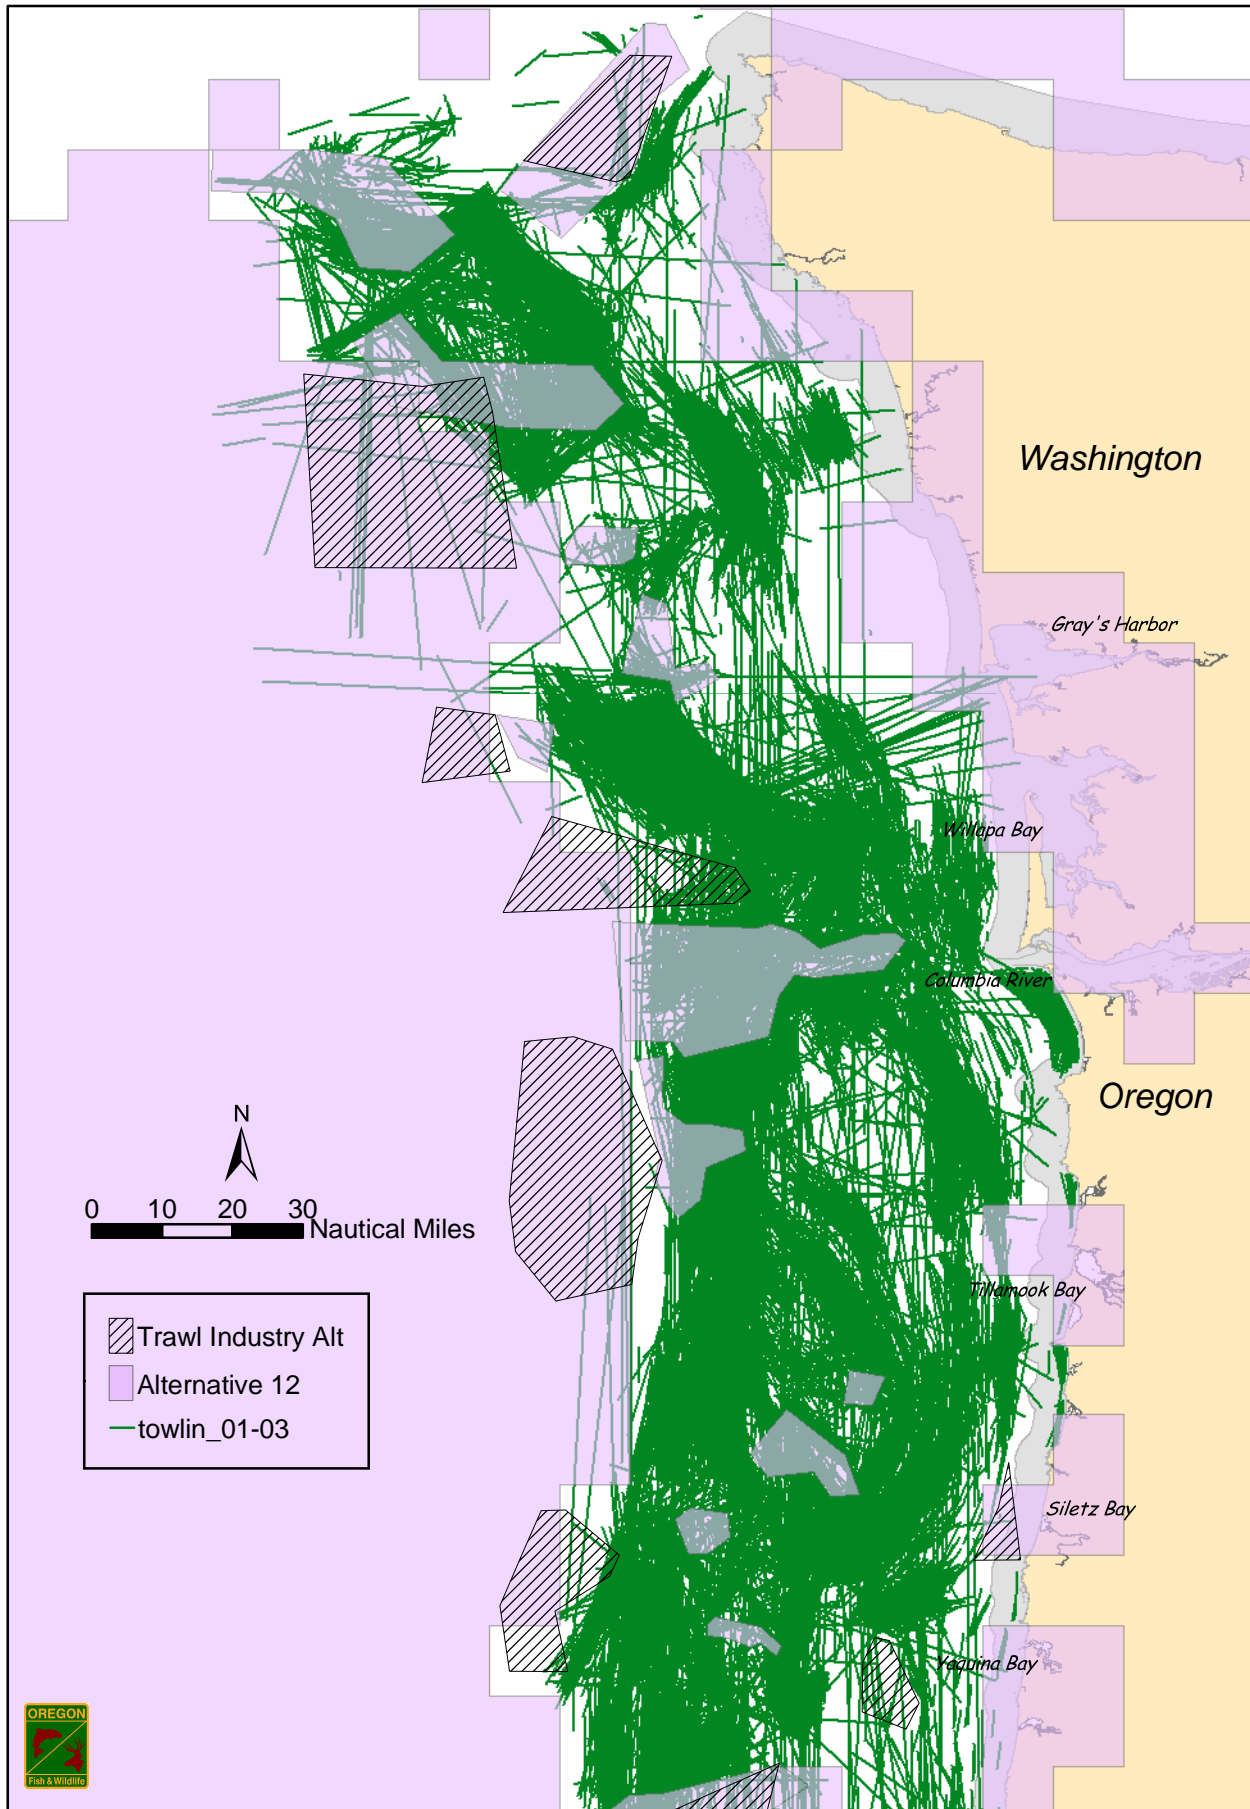 Washington
Gray's Harbor
Willapa Bay
Columbia River
Oregon
N
0 10 20 30 Nautical Miles
Tillamook Bay
Trawl Industry Alt
Alternative 12
towlin_01-03
Siletz Bay
Yaquina Bay
OREGON
Fish & Wildlife